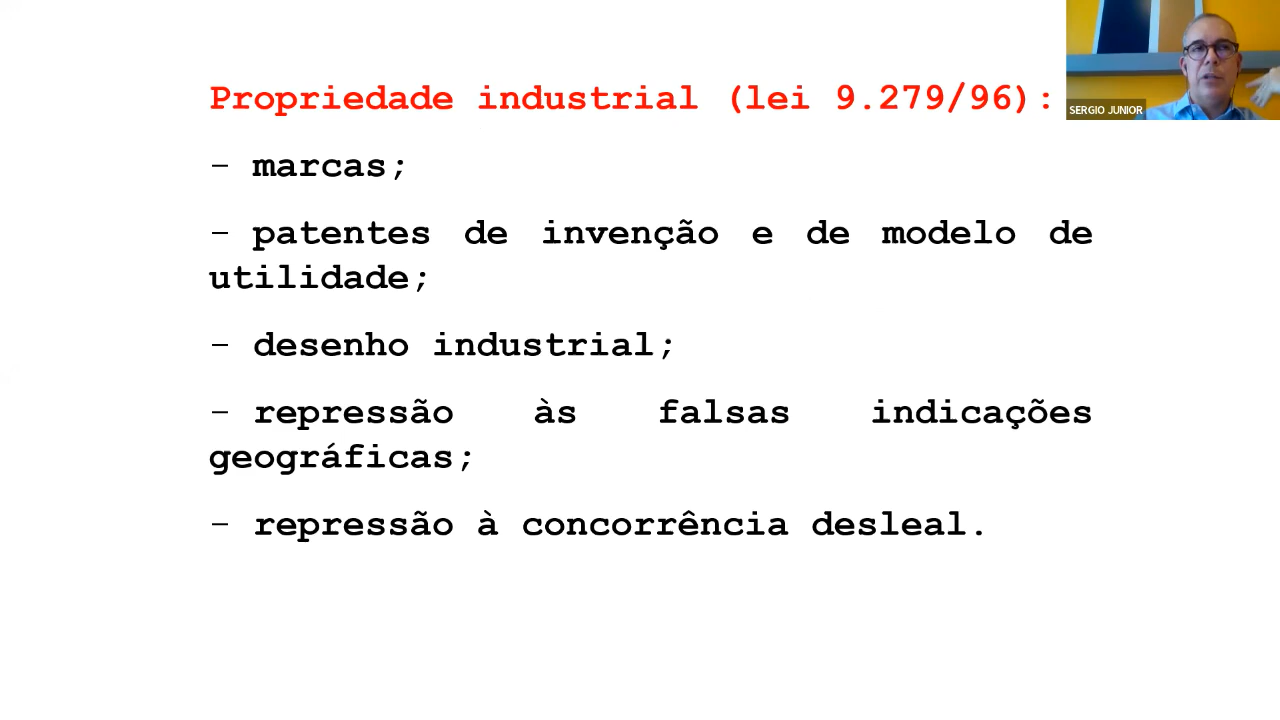 Propriedade industrial (lei 9.279/96):
SERGIO JUNIOR
- marcas;
- patentes de invenção e de modelo de
utilidade;
- desenho industrial;
- repressão às falsas indicações
geográficas;
- repressão à concorrência desleal.